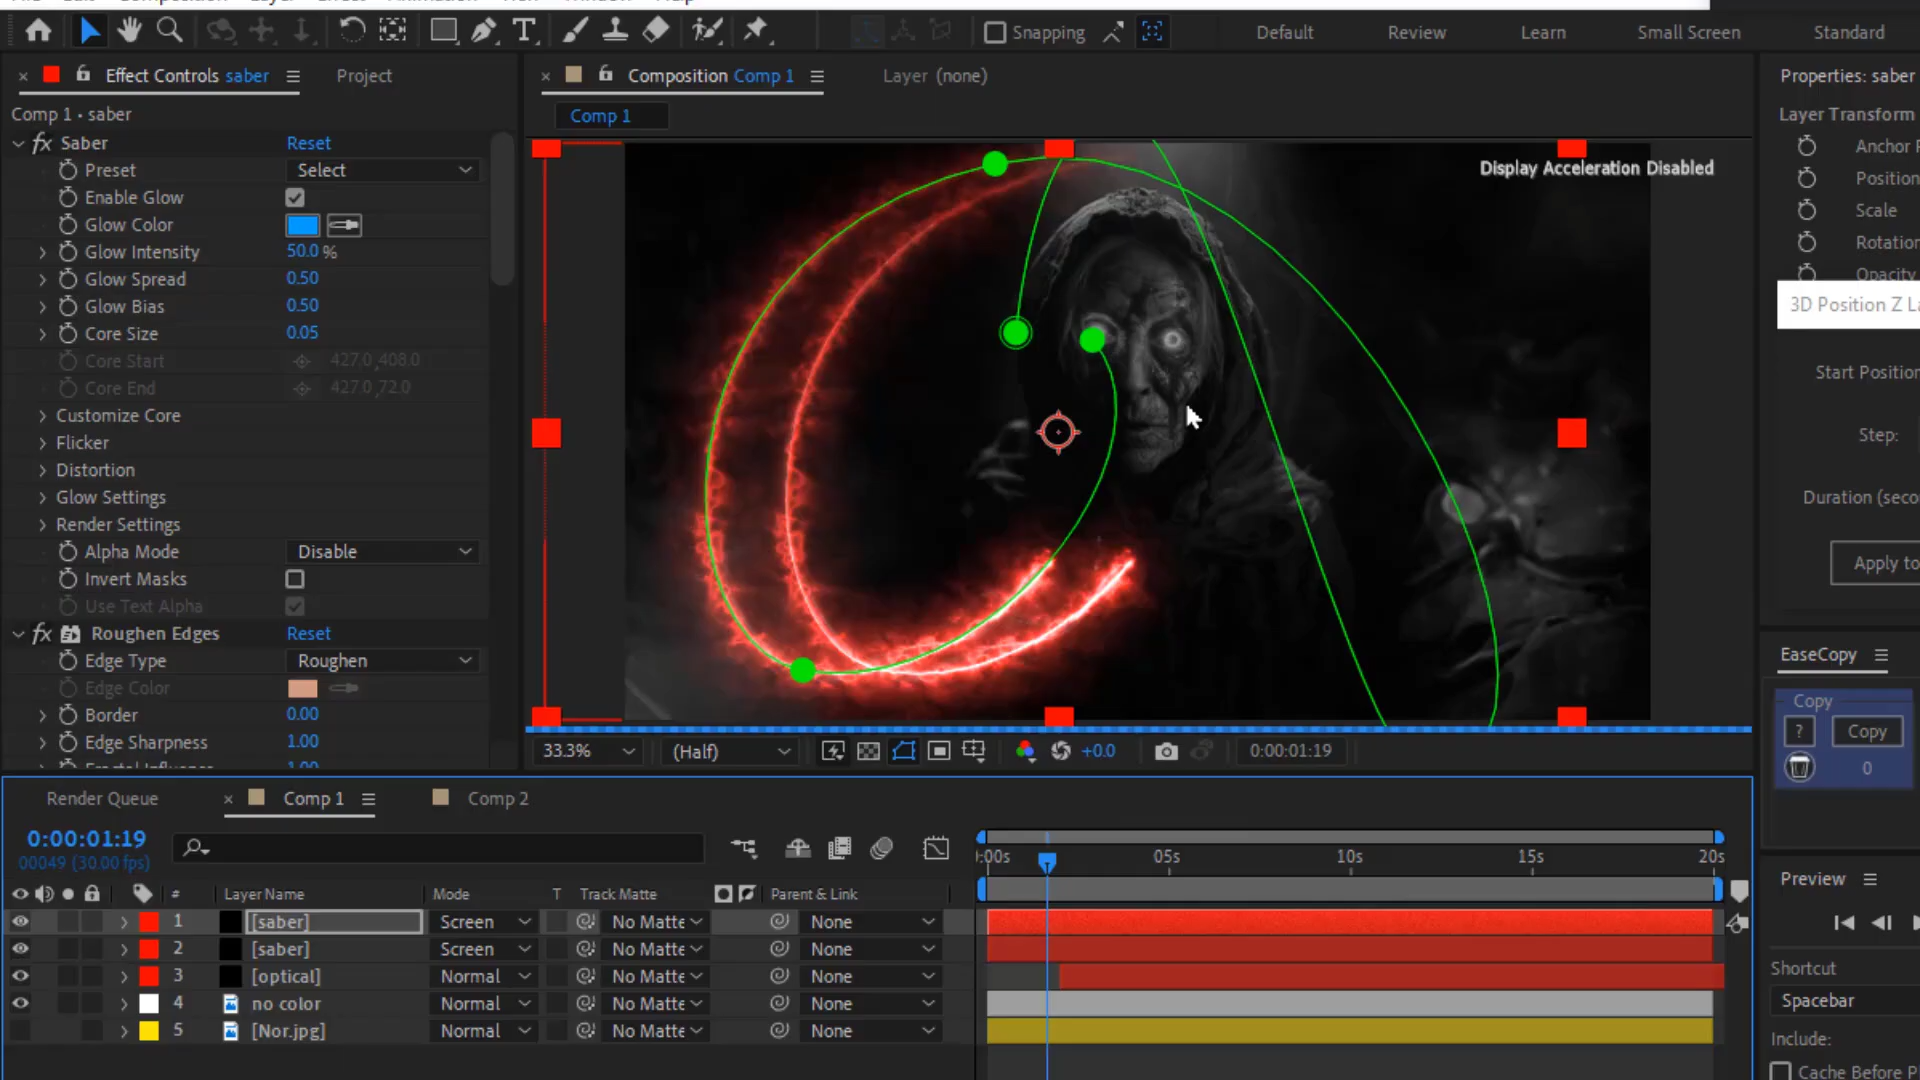 Snapping
Default
Review
Learn
Small Screen
Standard
Effect Controls saber
Project
Composition Comp 1
Layer (none)
Properties: saber
Comp 1 • saber
Comp 1
Layer Transform
fx Saber Reset
Display Acceleration Disabled
Preset Select
Position
Enable Glow
Scale
Glow Color
Glow Intensity 50.0 %
Glow Spread 0.50
Opacity
Glow Bias 0.50
3D Position Z
Core Size 0.05
Core Start 427.0,408.0
Start Position
Core End 427.0,72.0
Customize Core
Flicker
Step:
Distortion
Glow Settings
Render Settings
Alpha Mode Disable
Apply to
Invert Masks
Use Text Alpha
fx Roughen Edges Reset
EaseCopy
Edge Type Roughen
Edge Color
Copy
Border 0.00
? Copy
Edge Sharpness 1.00
33.3% (Half) +0.0 0:00:01:19
0
Render Queue
Comp 1
Comp 2
0:00:01:19
00049 (30.00 fps)
:00s 05s 10s 15s 20s
Preview
# Layer Name Mode T Track Matte Parent & Link
1 [saber] Screen No Matte None
2 [saber] Screen No Matte None
3 [optical] Normal No Matte None
Shortcut
4 no color Normal No Matte None
Spacebar
5 [Nor.jpg] Normal No Matte None
Include:
Cache Before P